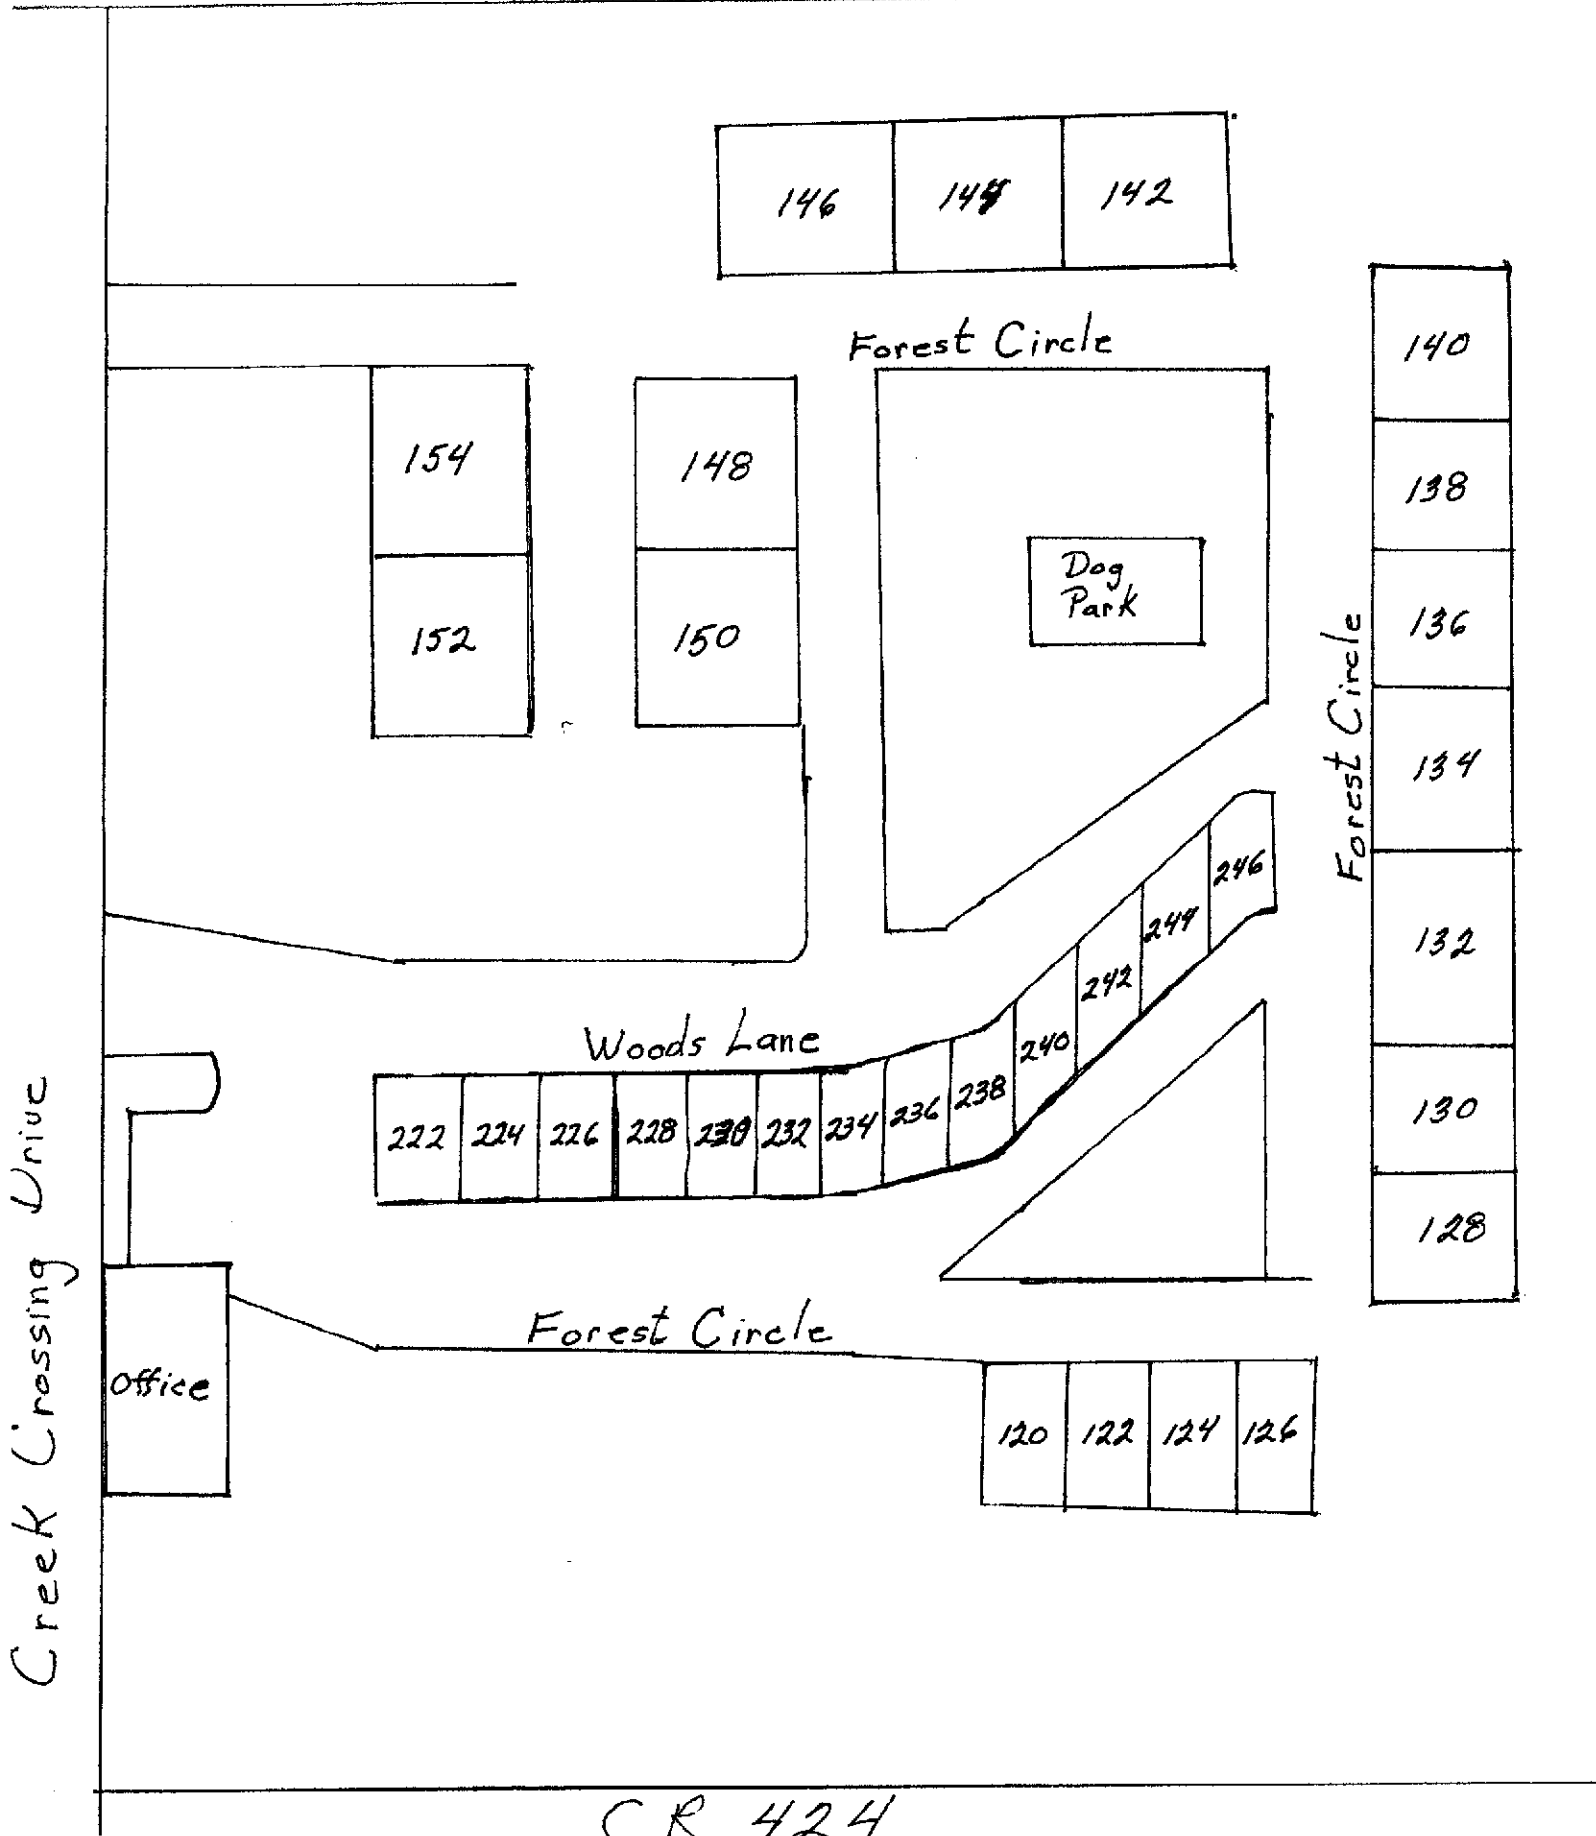 146 144 142
Forest Circle
140
154 148
138
Dog
Park
136
152 150
Forest Circle
134
246
244
132
242
Woods Lane
240
238
236
222 224 226 228 230 232 234
130
128
Creek Crossing Drive
Forest Circle
Office
120 122 124 126
CR 424